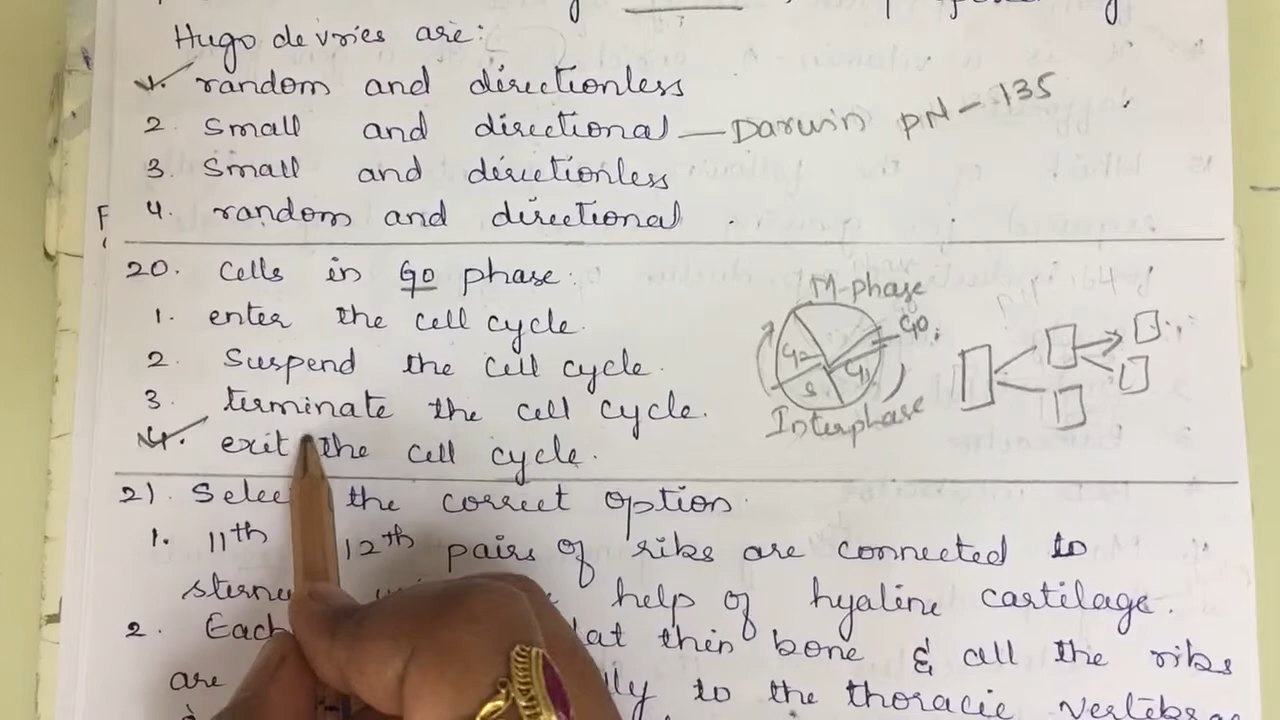 Hugo de vries are:
1. random and directionless
2. Small and directional — Darwin PN - 135
3. Small and directionless
4. random and directional
20. Cells in G0 phase.
1. enter the cell cycle.
2. Suspend the cell cycle.
3. terminate the cell cycle.
4. exit the cell cycle.
M-phase
G0
G2
G1
S
Interphase
21. Select the correct option.
1. 11th 12th pairs of ribs are connected to
help of hyaline cartilage.
2. Each thin bone & all the ribs
are to the thoracic